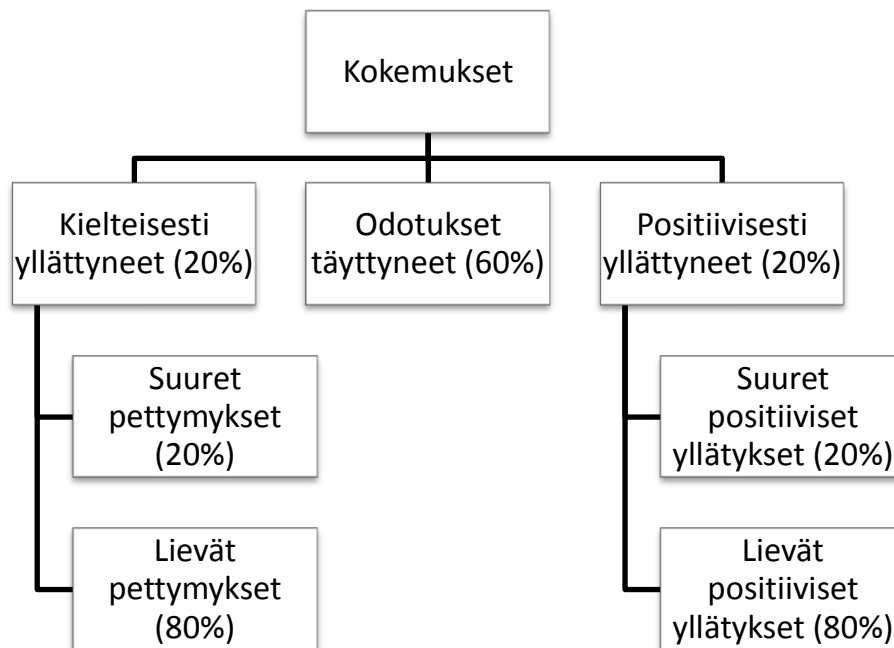 Kokemukset
Kielteisesti
yllättyneet (20%)
Odotukset
täyttyneet (60%)
Positiivisesti
yllättyneet (20%)
Suuret
pettymykset
(20%)
Lievät
pettymykset
(80%)
Suuret
positiiviset
yllätykset (20%)
Lievät
positiiviset
yllätykset (80%)